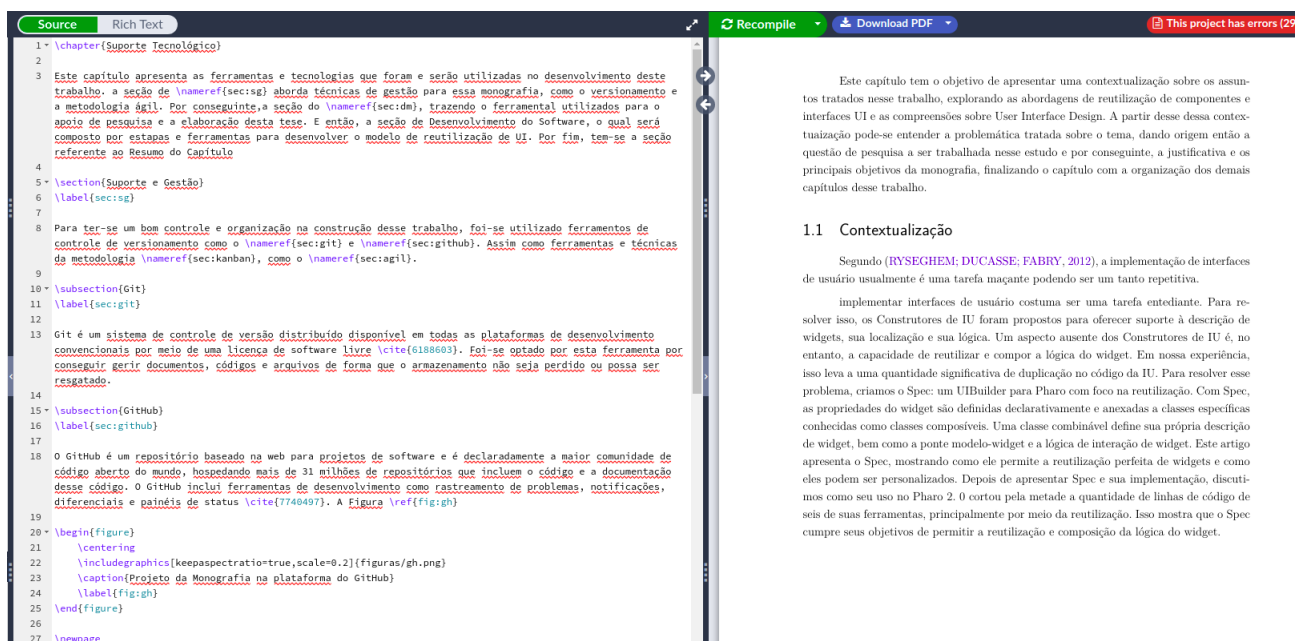 Source Rich Text
Recompile Download PDF This project has errors (29
1 \chapter{Suporte Tecnológico}
2
3 Este capítulo apresenta as ferramentas e tecnologias que foram e serão utilizadas no desenvolvimento deste
trabalho. a seção de \nameref{sec:sg} aborda técnicas de gestão para essa monografia, como o versionamento e
a metodologia ágil. Por conseguinte,a seção do \nameref{sec:dm}, trazendo o ferramental utilizados para o
apoio de pesquisa e a elaboração desta tese. E então, a seção de Desenvolvimento do Software, o qual será
composto por estapas e ferramentas para desenvolver o modelo de reutilização de UI. Por fim, tem-se a seção
referente ao Resumo do Capítulo
4
5 \section{Suporte e Gestão}
6 \label{sec:sg}
7
8 Para ter-se um bom controle e organização na construção desse trabalho, foi-se utilizado ferramentos de
controle de versionamento como o \nameref{sec:git} e \nameref{sec:github}. Assim como ferramentas e técnicas
da metodologia \nameref{sec:kanban}, como o \nameref{sec:agil}.
9
10 \subsection{Git}
11 \label{sec:git}
12
13 Git é um sistema de controle de versão distribuído disponível em todas as plataformas de desenvolvimento
convencionais por meio de uma licença de software livre \cite{6188603}. Foi-se optado por esta ferramenta por
conseguir gerir documentos, códigos e arquivos de forma que o armazenamento não seja perdido ou possa ser
resgatado.
14
15 \subsection{GitHub}
16 \label{sec:github}
17
18 O GitHub é um repositório baseado na web para projetos de software e é declaradamente a maior comunidade de
código aberto do mundo, hospedando mais de 31 milhões de repositórios que incluem o código e a documentação
desse código. O GitHub inclui ferramentas de desenvolvimento como rastreamento de problemas, notificações,
diferenciais e painéis de status \cite{7740497}. A Figura \ref{fig:gh}
19
20 \begin{figure}
21 \centering
22 \includegraphics[keepaspectratio=true,scale=0.2]{figuras/gh.png}
23 \caption{Projeto da Monografia na plataforma do GitHub}
24 \label{fig:gh}
25 \end{figure}
26
27 \newpage
Este capítulo tem o objetivo de apresentar uma contextualização sobre os assun-
tos tratados nesse trabalho, explorando as abordagens de reutilização de componentes e
interfaces UI e as compreensões sobre User Interface Design. A partir desse dessa contex-
tuaização pode-se entender a problemática tratada sobre o tema, dando origem então a
questão de pesquisa a ser trabalhada nesse estudo e por conseguinte, a justificativa e os
principais objetivos da monografia, finalizando o capítulo com a organização dos demais
capítulos desse trabalho.
1.1 Contextualização
Segundo (RYSEGHEM; DUCASSE; FABRY, 2012), a implementação de interfaces
de usuário usualmente é uma tarefa maçante podendo ser um tanto repetitiva.
implementar interfaces de usuário costuma ser uma tarefa entediante. Para re-
solver isso, os Construtores de IU foram propostos para oferecer suporte à descrição de
widgets, sua localização e sua lógica. Um aspecto ausente dos Construtores de IU é, no
entanto, a capacidade de reutilizar e compor a lógica do widget. Em nossa experiência,
isso leva a uma quantidade significativa de duplicação no código da IU. Para resolver esse
problema, criamos o Spec: um UIBuilder para Pharo com foco na reutilização. Com Spec,
as propriedades do widget são definidas declarativamente e anexadas a classes específicas
conhecidas como classes composíveis. Uma classe combinável define sua própria descrição
de widget, bem como a ponte modelo-widget e a lógica de interação de widget. Este artigo
apresenta o Spec, mostrando como ele permite a reutilização perfeita de widgets e como
eles podem ser personalizados. Depois de apresentar Spec e sua implementação, discuti-
mos como seu uso no Pharo 2. 0 cortou pela metade a quantidade de linhas de código de
seis de suas ferramentas, principalmente por meio da reutilização. Isso mostra que o Spec
cumpre seus objetivos de permitir a reutilização e composição da lógica do widget.